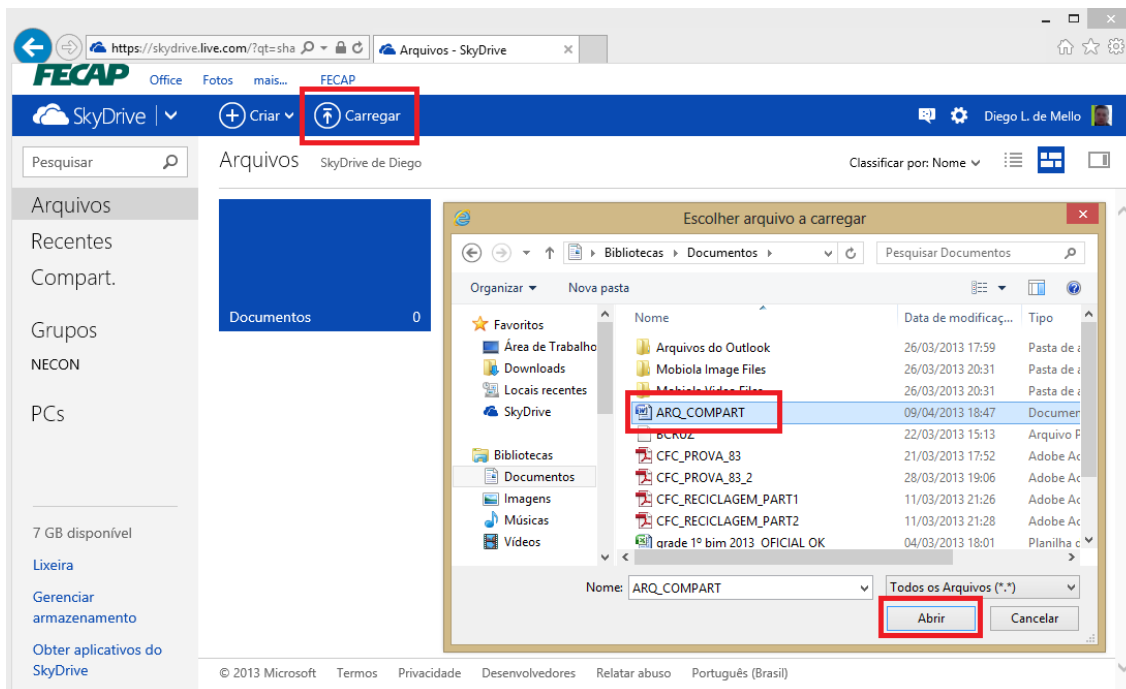 https://skydrive.live.com/?qt=sha
Arquivos - SkyDrive
FECAP Office Fotos mais... FECAP
SkyDrive Criar Carregar Diego L. de Mello
Pesquisar
Arquivos SkyDrive de Diego Classificar por: Nome
Arquivos
Recentes
Compart.
Grupos
NECON
PCs
7 GB disponível
Lixeira
Gerenciar
armazenamento
Obter aplicativos do
SkyDrive
Documentos 0
Escolher arquivo a carregar
Bibliotecas Documentos Pesquisar Documentos
Organizar Nova pasta
Favoritos
Área de Trabalho
Downloads
Locais recentes
SkyDrive
Bibliotecas
Documentos
Imagens
Músicas
Vídeos
Nome Data de modificaç... Tipo
Arquivos do Outlook 26/03/2013 17:59 Pasta de a
Mobiola Image Files 26/03/2013 20:31 Pasta de a
Mobiola Video Files 26/03/2013 20:31 Pasta de a
ARQ_COMPART 09/04/2013 18:47 Documen
BCRUZ 22/03/2013 15:13 Arquivo P
CFC_PROVA_83 21/03/2013 17:52 Adobe Ac
CFC_PROVA_83_2 28/03/2013 19:06 Adobe Ac
CFC_RECICLAGEM_PART1 11/03/2013 21:26 Adobe Ac
CFC_RECICLAGEM_PART2 11/03/2013 21:28 Adobe Ac
grade 1º bim 2013 OFICIAL OK 04/03/2013 18:01 Planilha c
Nome: ARQ_COMPART Todos os Arquivos (*.*)
Abrir Cancelar
© 2013 Microsoft Termos Privacidade Desenvolvedores Relatar abuso Português (Brasil)